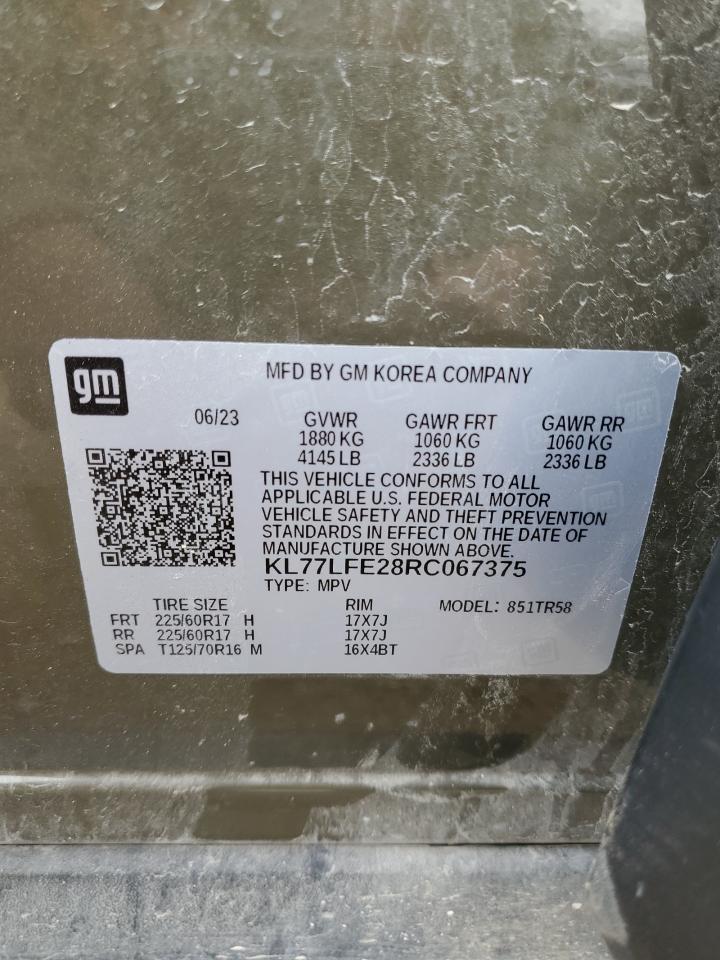 gm
MFD BY GM KOREA COMPANY
06/23 GVWR GAWR FRT GAWR RR
1880 KG 1060 KG 1060 KG
4145 LB 2336 LB 2336 LB
THIS VEHICLE CONFORMS TO ALL
APPLICABLE U.S. FEDERAL MOTOR
VEHICLE SAFETY AND THEFT PREVENTION
STANDARDS IN EFFECT ON THE DATE OF
MANUFACTURE SHOWN ABOVE.
KL77LFE28RC067375
TYPE: MPV
TIRE SIZE RIM MODEL: 851TR58
FRT 225/60R17 H 17X7J
RR 225/60R17 H 17X7J
SPA T125/70R16 M 16X4BT